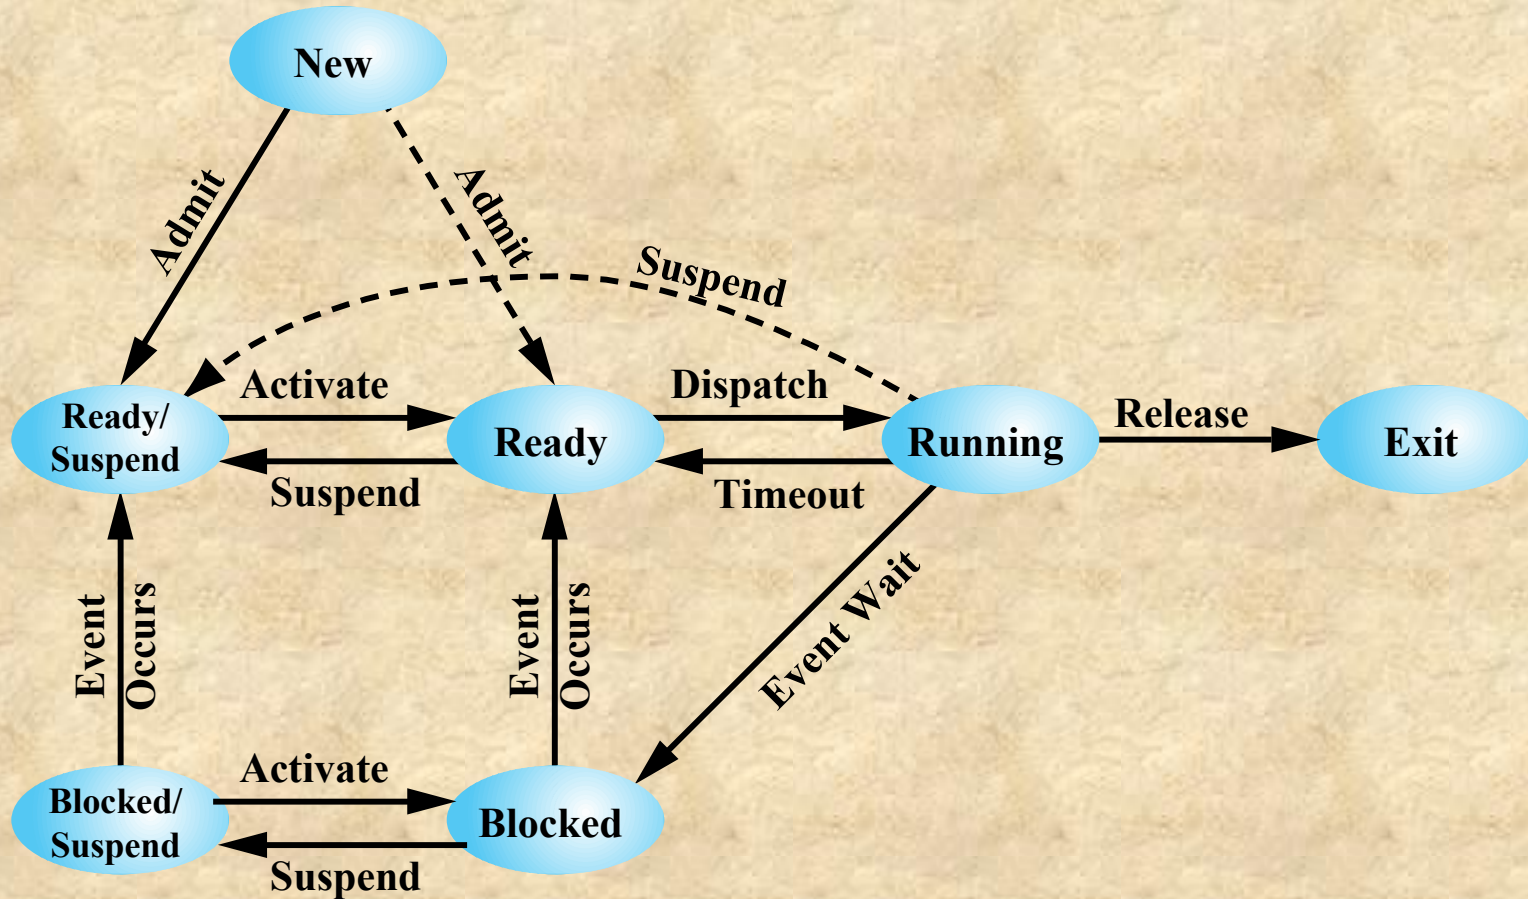 New
Admit
Admit
Suspend
Ready/
Suspend
Activate
Suspend
Ready
Dispatch
Timeout
Running
Release
Exit
Event
Occurs
Event
Occurs
Event Wait
Blocked/
Suspend
Activate
Suspend
Blocked